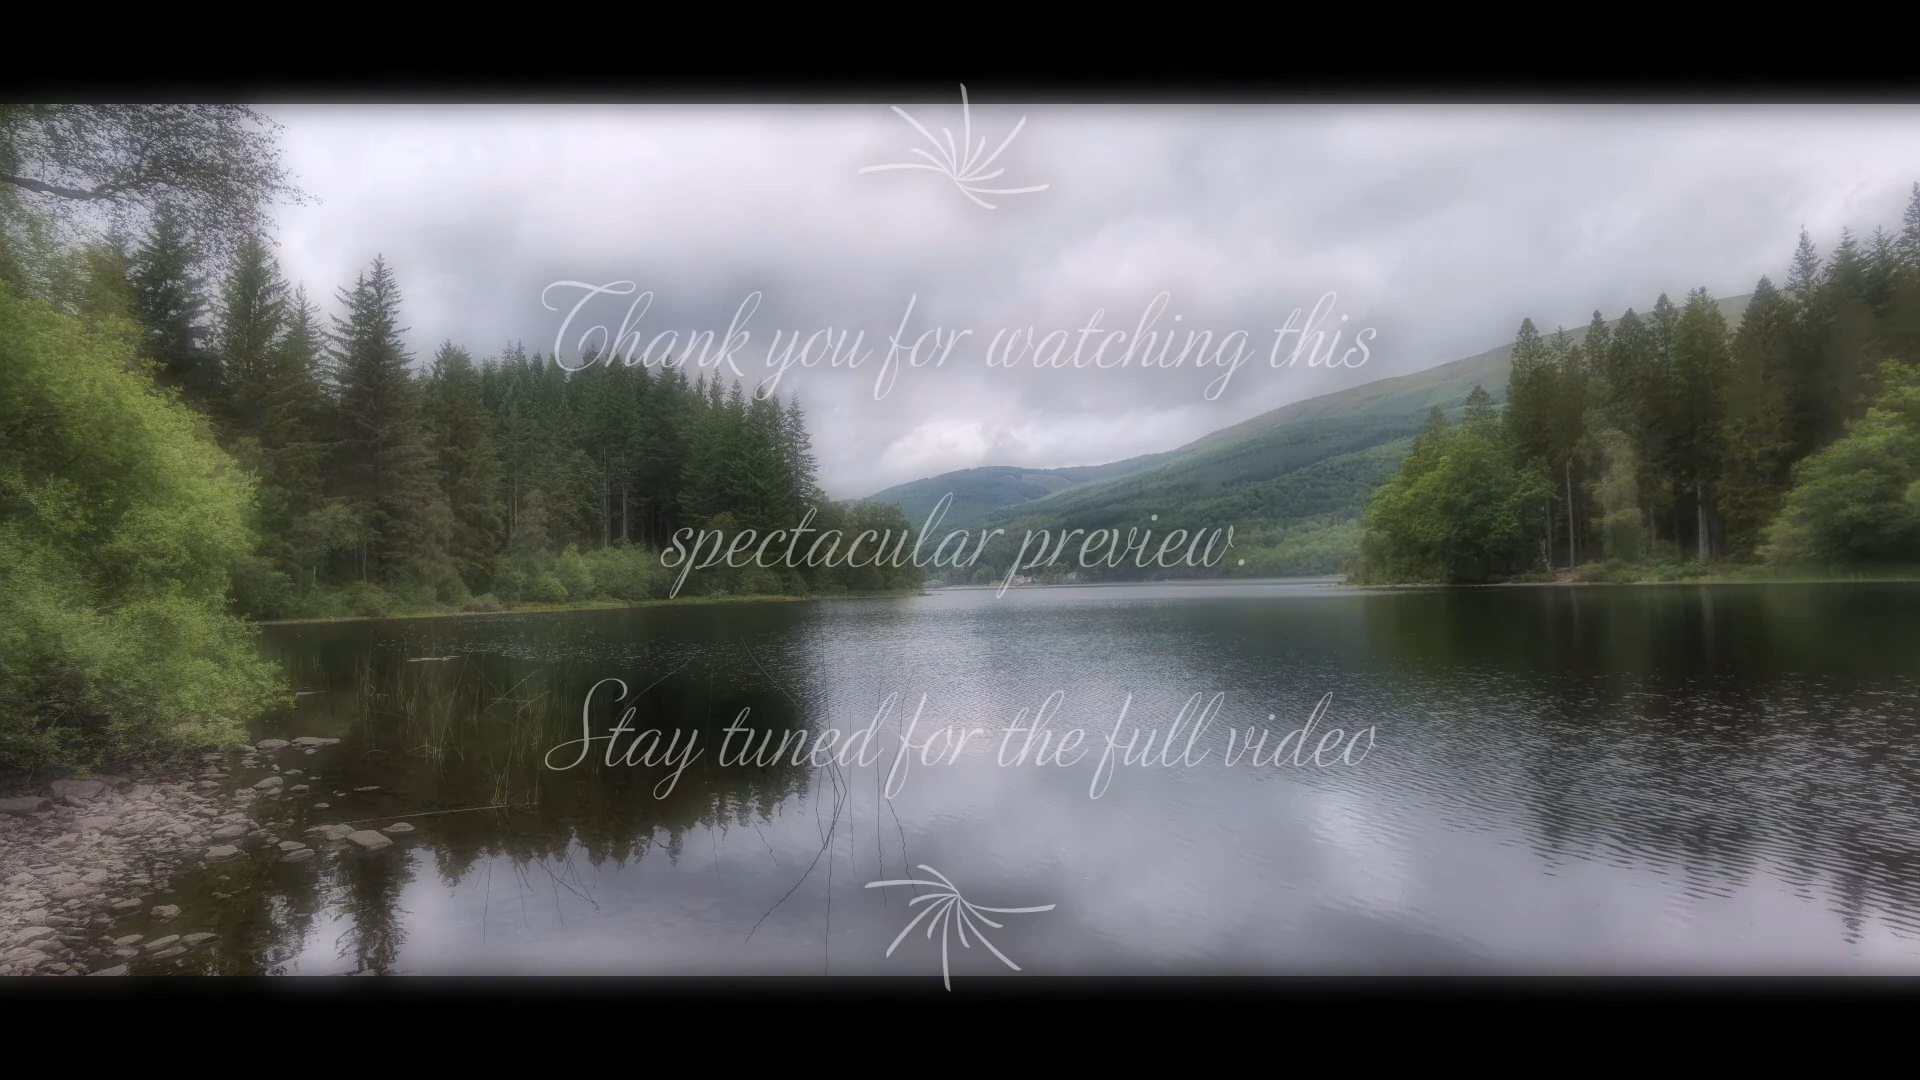 Thank you for watching this
spectacular preview.
Stay tuned for the full video